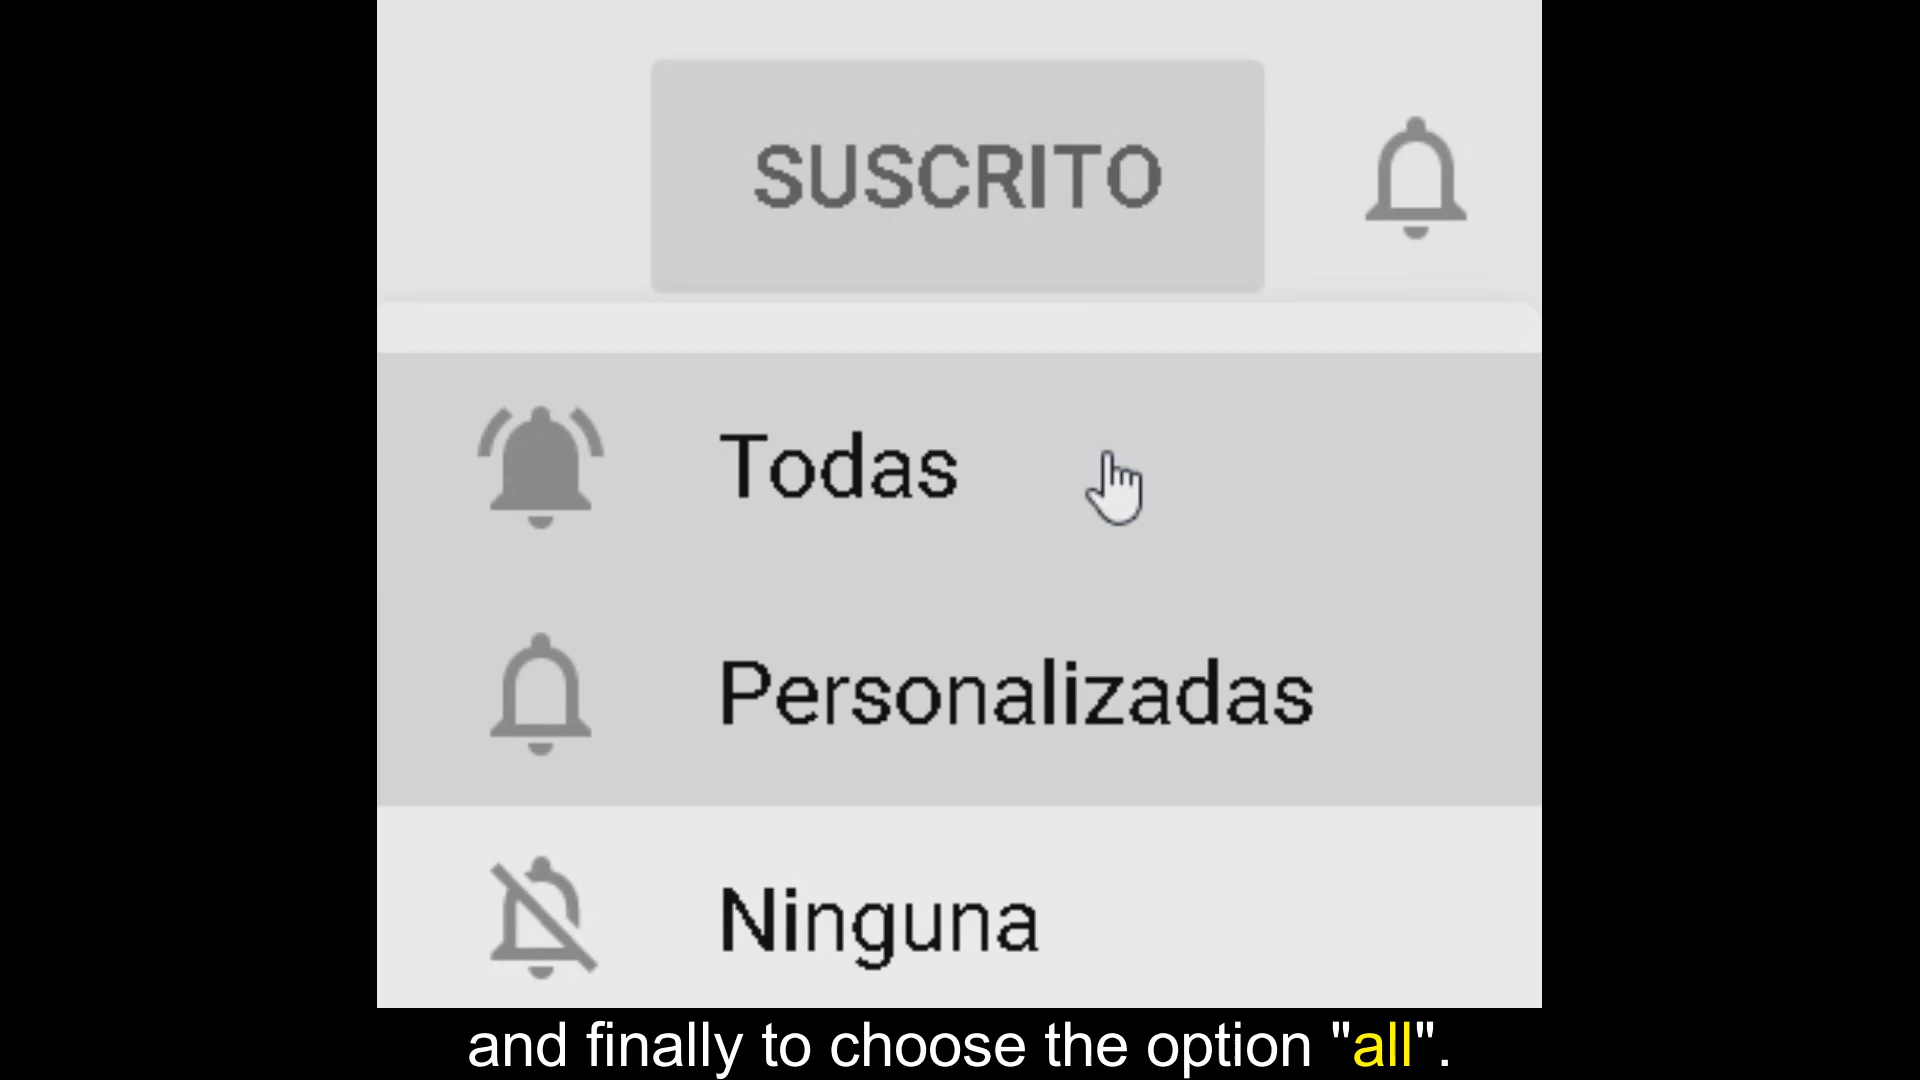 SUSCRITO
Todas
Personalizadas
Ninguna
and finally to choose the option "all".